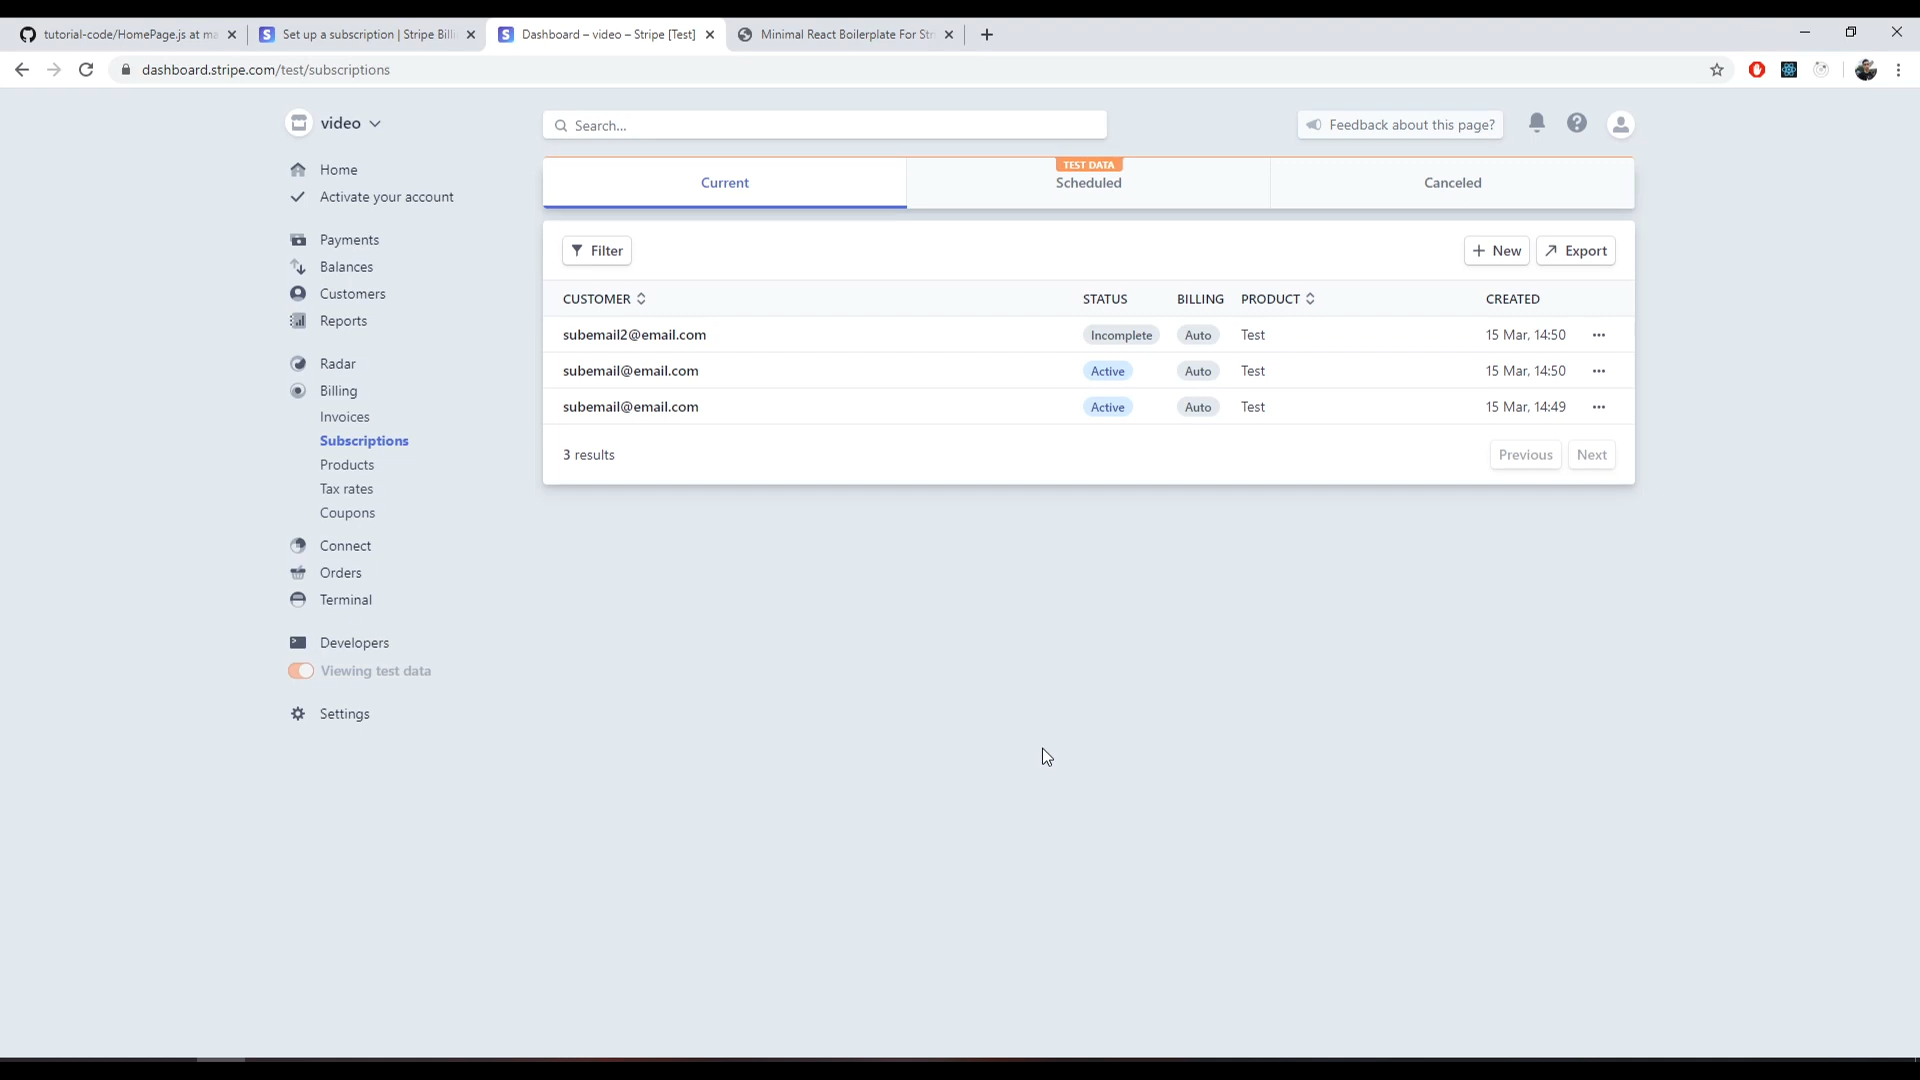 tutorial-code/HomePage.js at ma
Set up a subscription | Stripe Billi
Dashboard – video – Stripe [Test]
Minimal React Boilerplate For Str
dashboard.stripe.com/test/subscriptions
video
Search...
Feedback about this page?
Home
Activate your account
Payments
Balances
Customers
Reports
Radar
Billing
Invoices
Subscriptions
Products
Tax rates
Coupons
Connect
Orders
Terminal
Developers
Viewing test data
Settings
TEST DATA
Current Scheduled Canceled
Filter New Export
CUSTOMER STATUS BILLING PRODUCT CREATED
subemail2@email.com Incomplete Auto Test 15 Mar, 14:50
subemail@email.com Active Auto Test 15 Mar, 14:50
subemail@email.com Active Auto Test 15 Mar, 14:49
3 results Previous Next